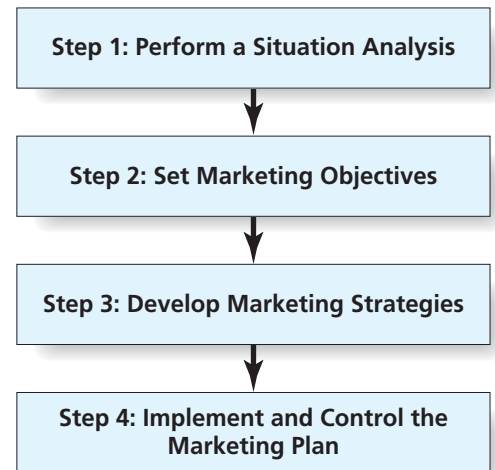 Step 1: Perform a Situation Analysis
Step 2: Set Marketing Objectives
Step 3: Develop Marketing Strategies
Step 4: Implement and Control the
Marketing Plan